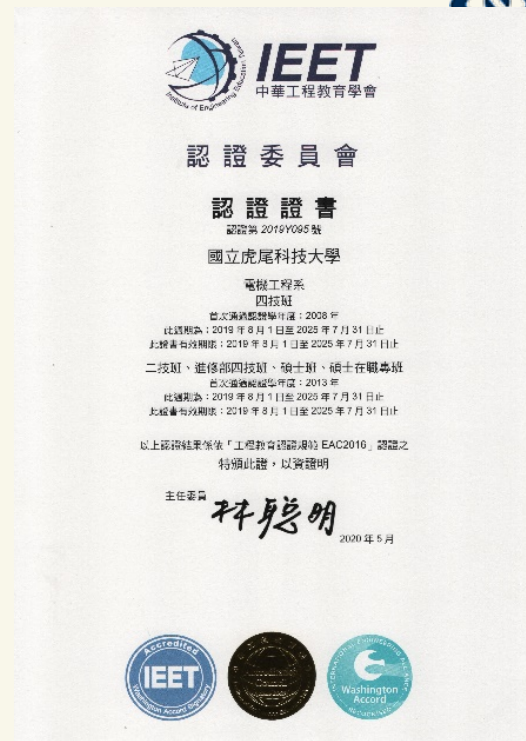 IEET
中華工程教育學會
Institute of Engineering Education Taiwan
認證委員會
認證證書
認證第 2019Y095 號
國立虎尾科技大學
電機工程系
四技班
首次通過認證學年度：2008 年
此週期為：2019 年 8 月 1 日至 2025 年 7 月 31 日止
此證書有效期限：2019 年 8 月 1 日至 2025 年 7 月 31 日止
二技班、進修部四技班、碩士班、碩士在職專班
首次通過認證學年度：2013 年
此週期為：2019 年 8 月 1 日至 2025 年 7 月 31 日止
此證書有效期限：2019 年 8 月 1 日至 2025 年 7 月 31 日止
以上認證結果係依「工程教育認證規範 EAC2016」認證之
特頒此證，以資證明
主任委員
林聰明
2020 年 5 月
Accredited
IEET
Washington Accord Signatory
INTERNATIONAL ENGINEERING ALLIANCE
Washington
Accord